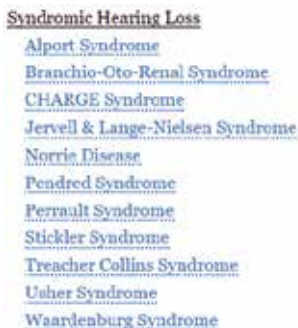 Syndromic Hearing Loss
Alport Syndrome
Branchio-Oto-Renal Syndrome
CHARGE Syndrome
Jervell & Lange-Nielsen Syndrome
Norrie Disease
Pendred Syndrome
Perrault Syndrome
Stickler Syndrome
Treacher Collins Syndrome
Usher Syndrome
Waardenburg Syndrome